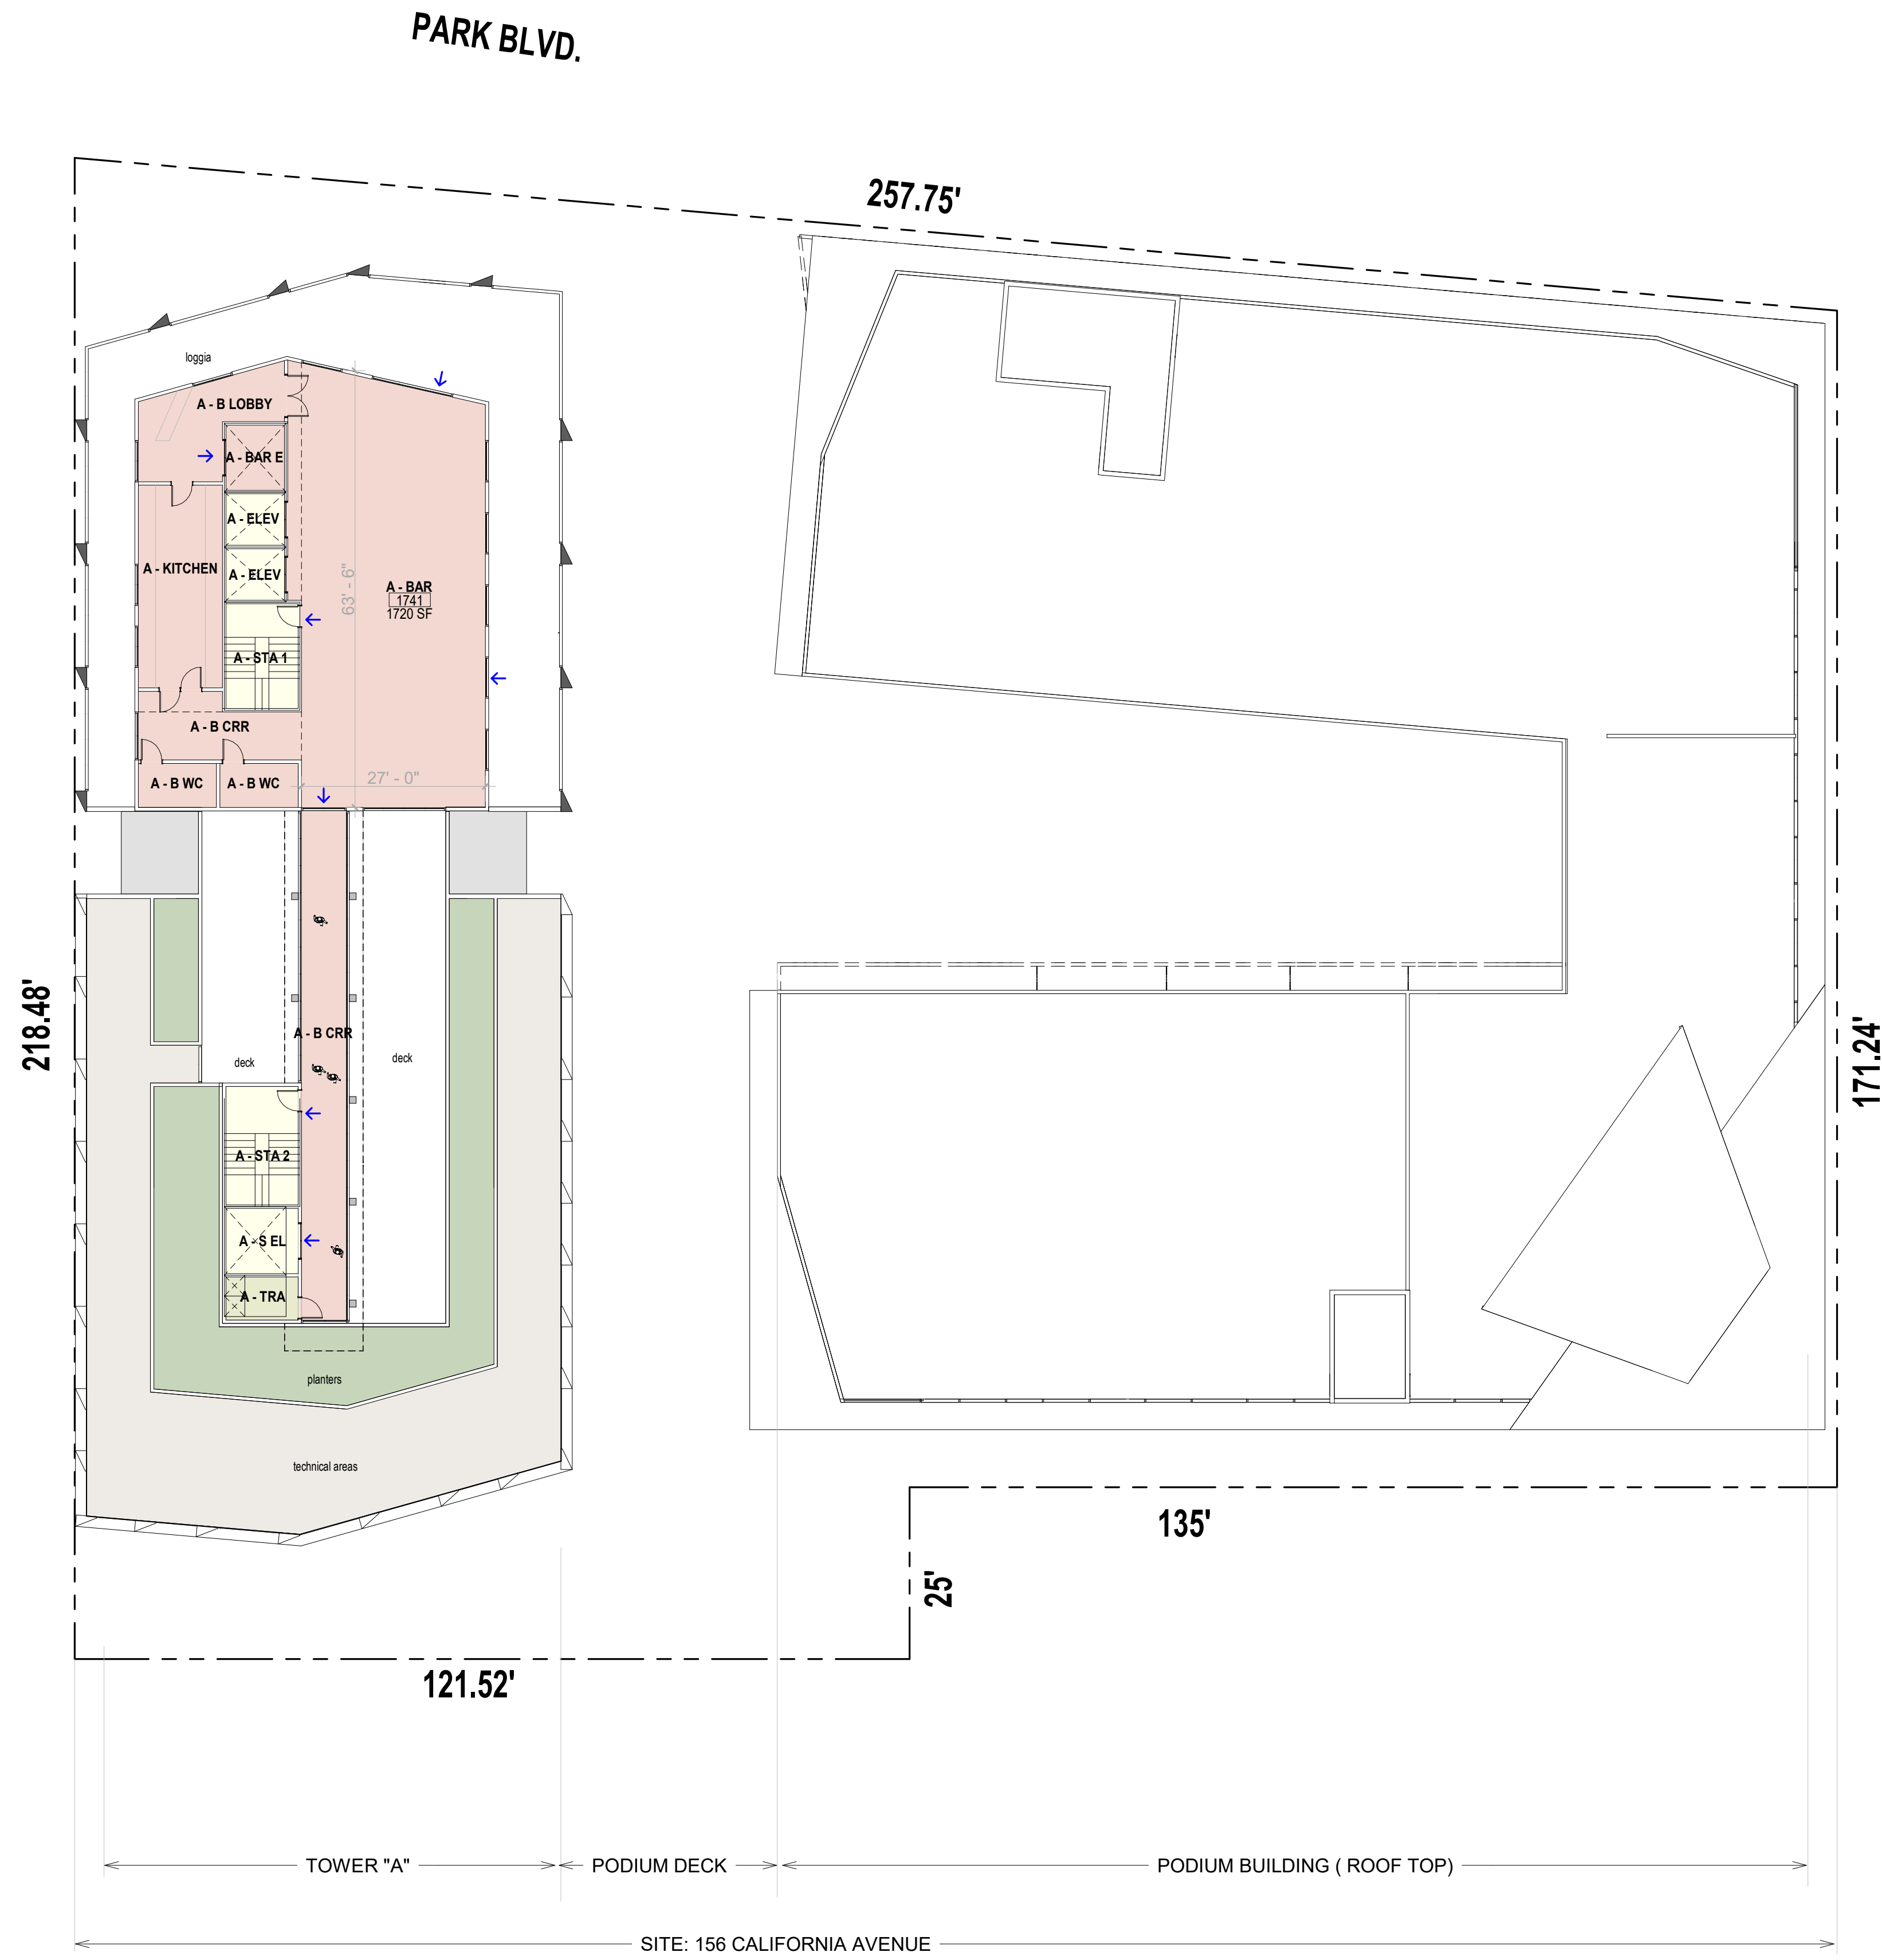 PARK BLVD.
257.75'
loggia
A - B LOBBY
A - BAR E
A - ELEV
A - ELEV
A - KITCHEN
63' - 6"
A - BAR
1741
1720 SF
A - STA 1
A - B CRR
A - B WC
A - B WC
27' - 0"
218.48'
A - B CRR
deck
deck
171.24'
A - STA 2
A - S EL
A - TRA
planters
technical areas
135'
25'
121.52'
TOWER "A"
PODIUM DECK
PODIUM BUILDING ( ROOF TOP)
SITE: 156 CALIFORNIA AVENUE